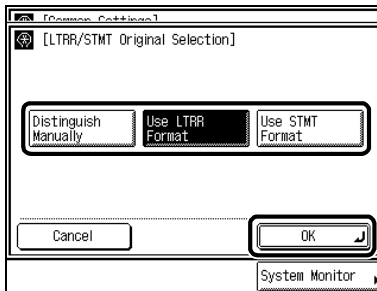 [Common Settings]
[LTRR/STMT Original Selection]
Distinguish
Manually
Use LTRR
Format
Use STMT
Format
Cancel
OK
System Monitor